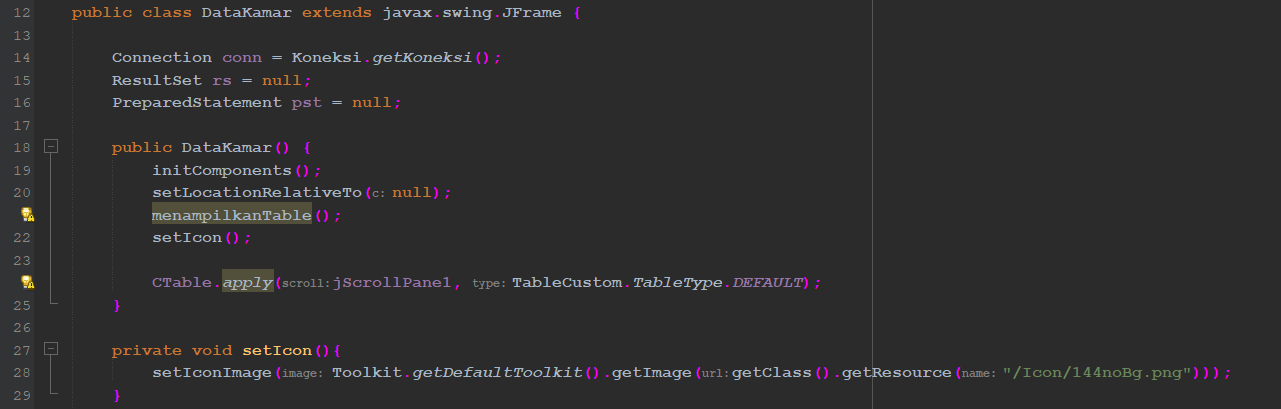 12 public class DataKamar extends javax.swing.JFrame {
13
14 Connection conn = Koneksi.getKoneksi();
15 ResultSet rs = null;
16 PreparedStatement pst = null;
17
18 public DataKamar() {
19 initComponents();
20 setLocationRelativeTo(c: null);
menampilkanTable();
22 setIcon();
23
CTable.apply(scroll: jScrollPane1, type: TableCustom.TableType.DEFAULT);
25 }
26
27 private void setIcon(){
28 setIconImage(image: Toolkit.getDefaultToolkit().getImage(url: getClass().getResource(name: "/Icon/144noBg.png")));
29 }